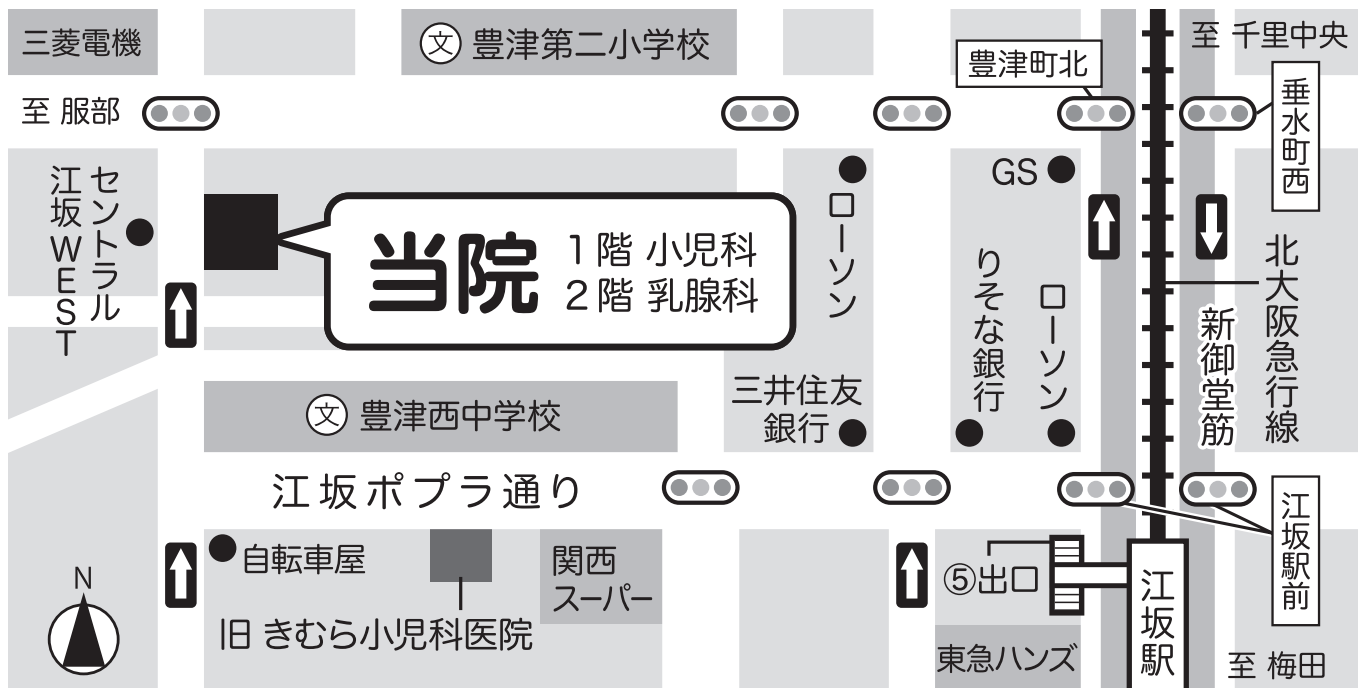 三菱電機
文 豊津第二小学校
至 千里中央
豊津町北
至 服部
垂水町西
セントラル
江坂WEST
当院
1階 小児科
2階 乳腺科
ローソン
GS
りそな銀行
ローソン
北大阪急行線
新御堂筋
三井住友
銀行
文 豊津西中学校
江坂ポプラ通り
江坂駅前
自転車屋
関西
スーパー
⑤出口
江坂駅
N
旧 きむら小児科医院
東急ハンズ
至 梅田